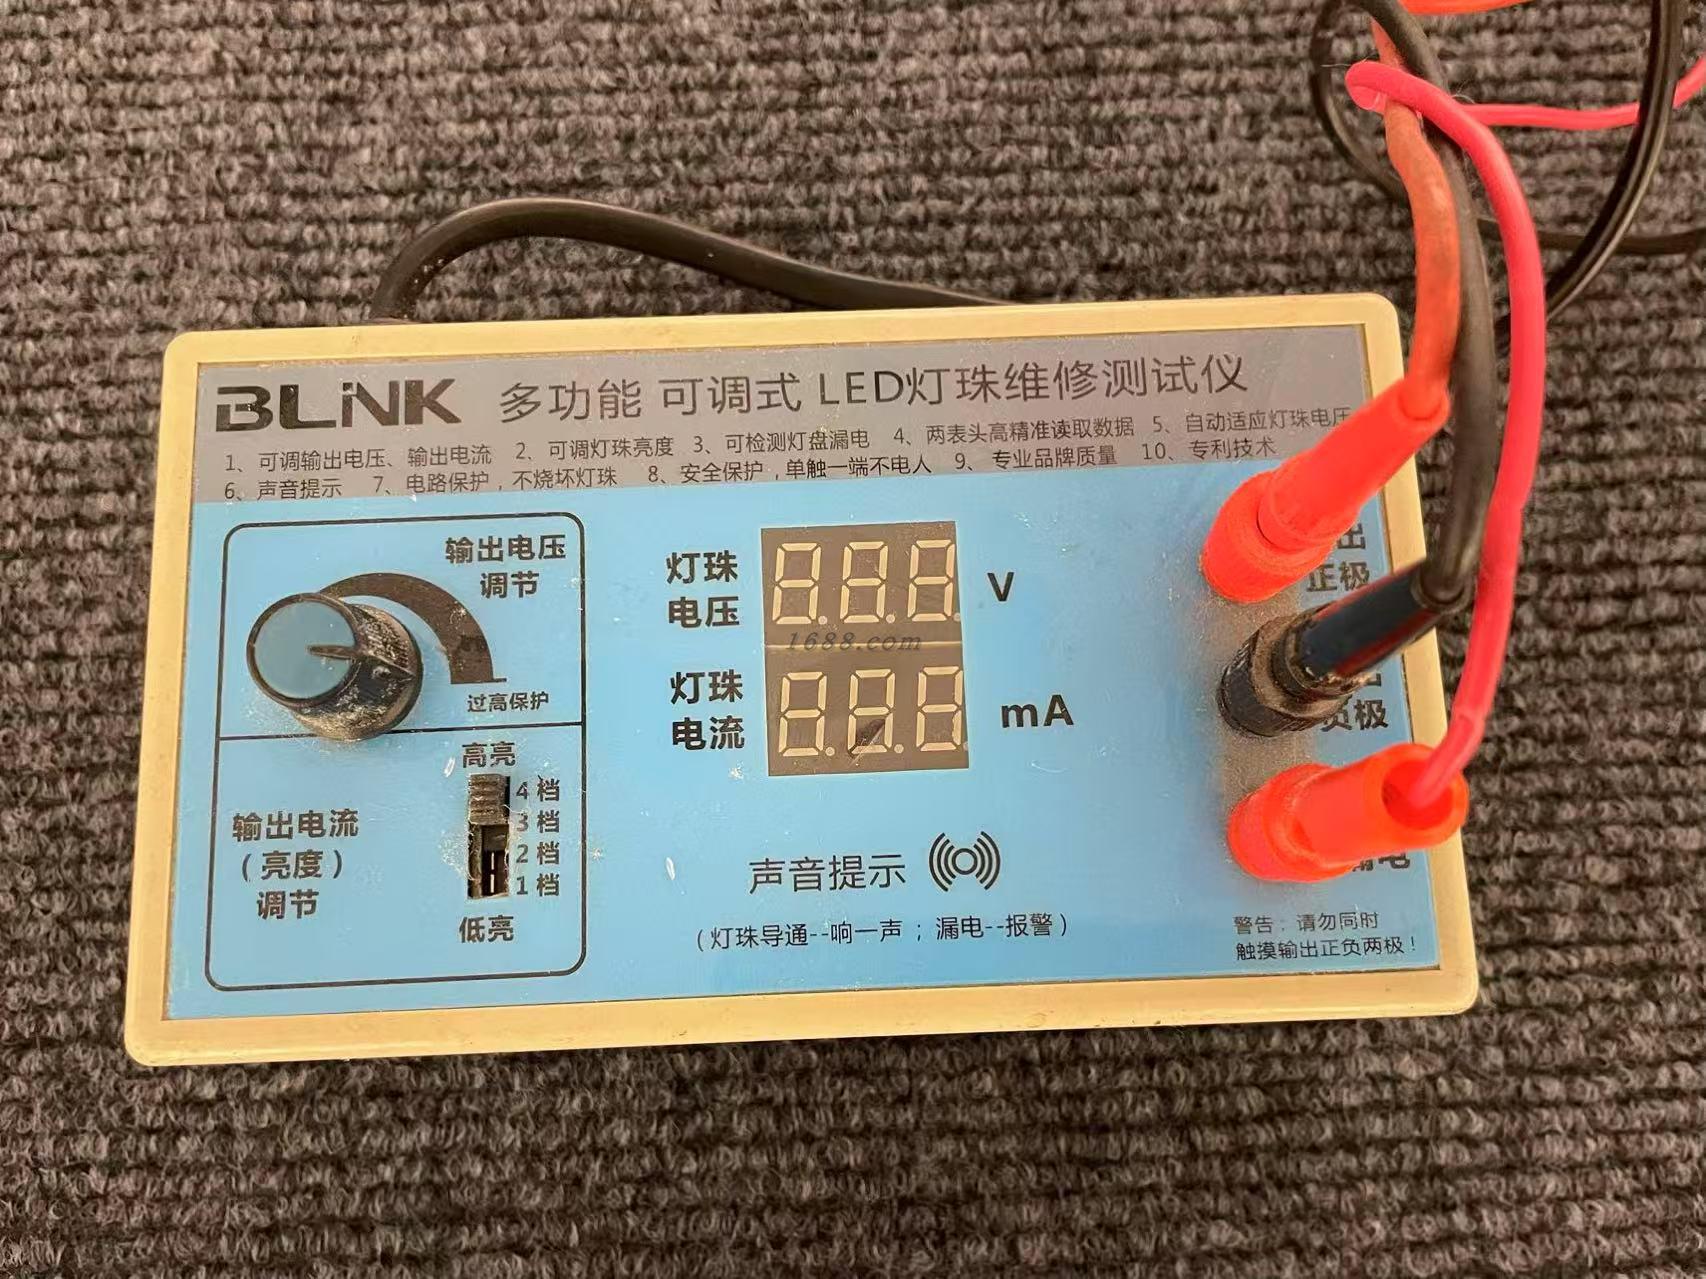 BLiNK 多功能 可调式 LED灯珠维修测试仪
1、可调输出电压、输出电流 2、可调灯珠亮度 3、可检测灯盘漏电 4、两表头高精准读取数据 5、自动适应灯珠电压
6、声音提示 7、电路保护，不烧坏灯珠 8、安全保护，单触一端不电人 9、专业品牌质量 10、专利技术
输出电压
调节
过高保护
高亮
4档
3档
2档
1档
低亮
输出电流
（亮度）
调节
灯珠
电压
V
1688.com
灯珠
电流
mA
声音提示
（灯珠导通--响一声；漏电--报警）
出
正极
负极
漏电
警告：请勿同时
触摸输出正负两极！